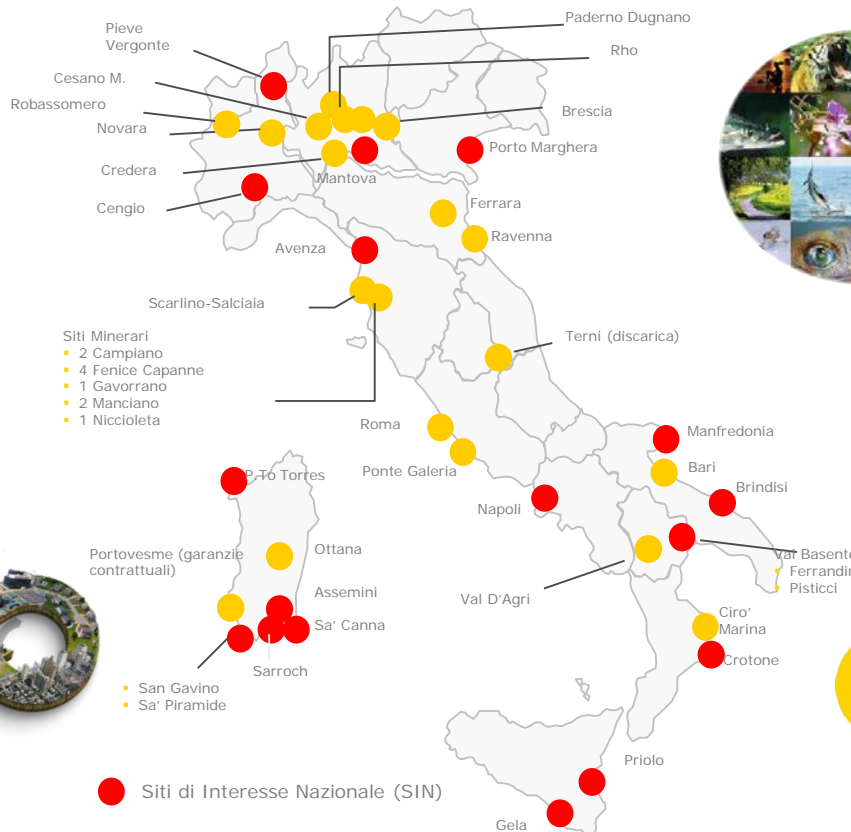 Paderno Dugnano
Pieve
Vergonte
Rho
Cesano M.
Robassomero
Brescia
Novara
Porto Marghera
Credera
Mantova
Cengio
Ferrara
Ravenna
Avenza
Scarlino-Salciaia
Siti Minerari
▪ 2 Campiano
▪ 4 Fenice Capanne
▪ 1 Gavorrano
▪ 2 Manciano
▪ 1 Niccioleta
Terni (discarica)
Roma
Ponte Galeria
Manfredonia
Bari
Brindisi
Napoli
P.To Torres
Portovesme (garanzie
contrattuali)
Ottana
Val Basento
▪ Ferrandin
▪ Pisticci
Assemini
Val D'Agri
Sa' Canna
Ciro'
Marina
Crotone
Sarroch
▪ San Gavino
▪ Sa' Piramide
Priolo
Siti di Interesse Nazionale (SIN)
Gela